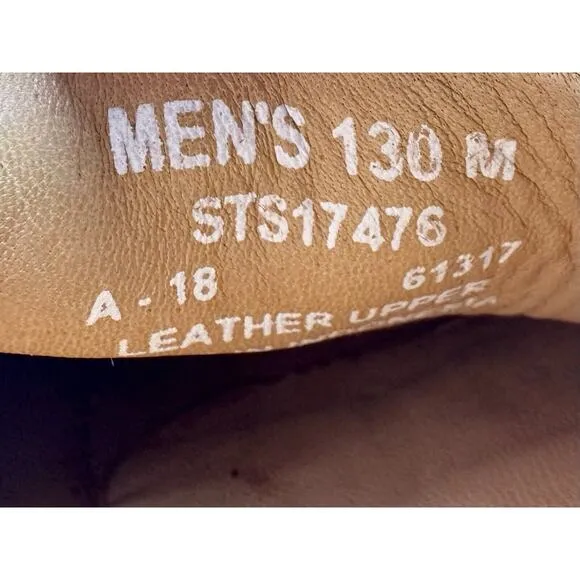 MEN'S 130 M
STS17476
A - 18 61317
LEATHER UPPER